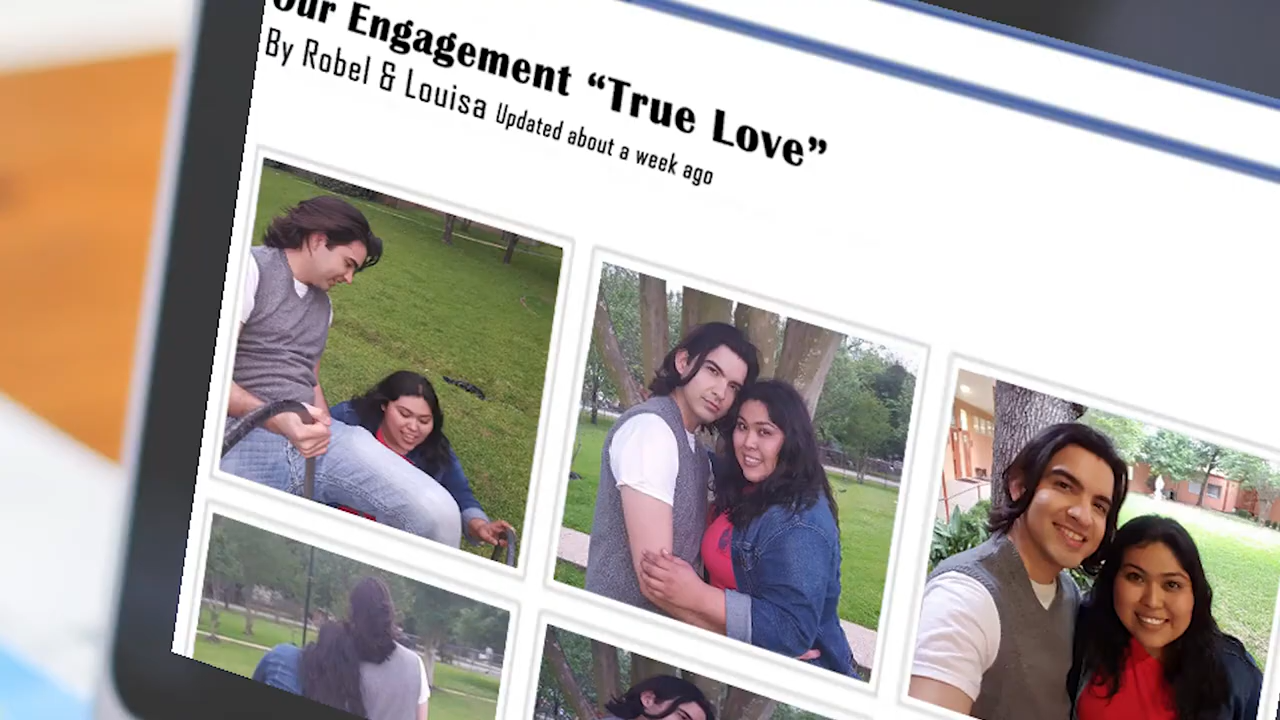 Our Engagement “True Love”
By Robel & Louisa Updated about a week ago